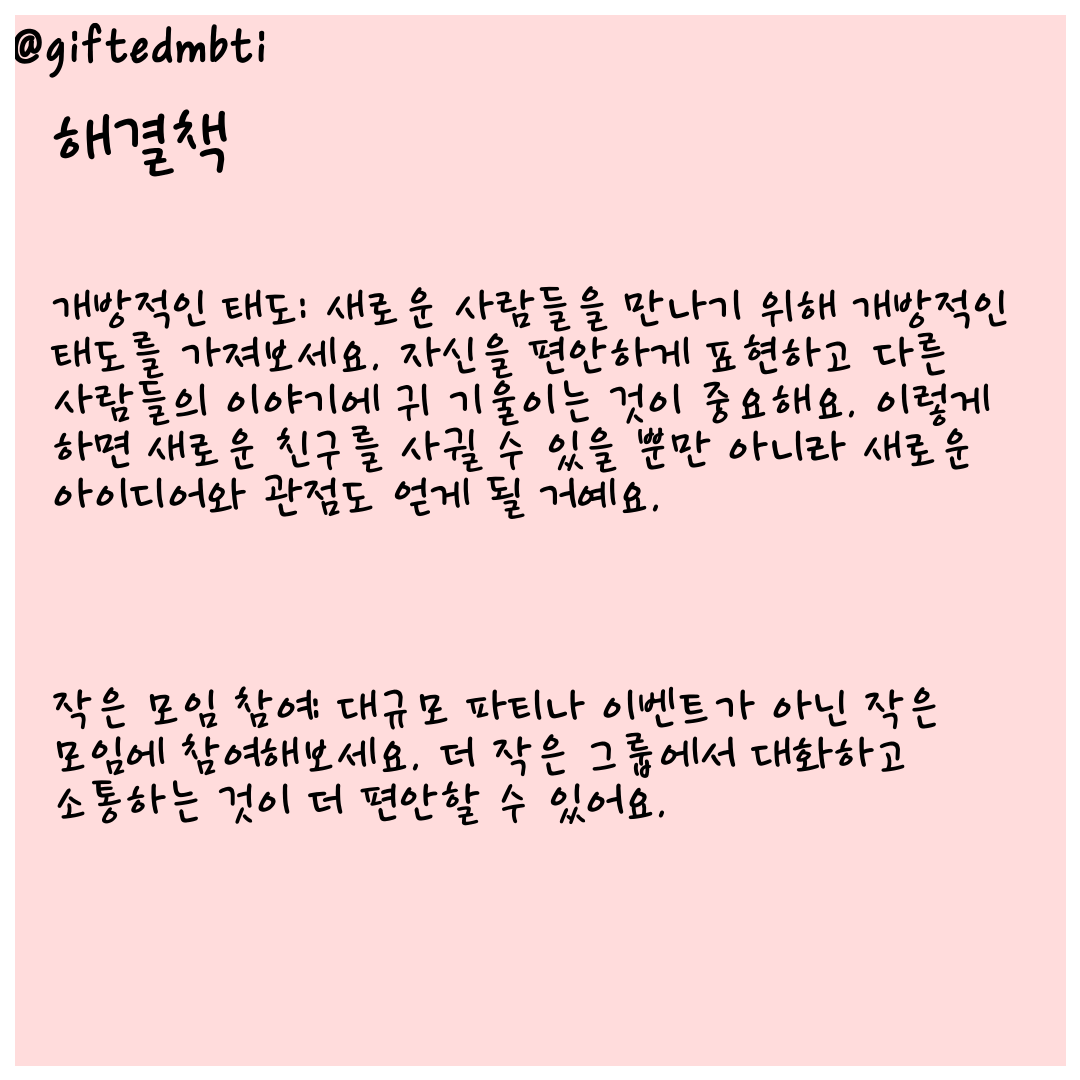 @giftedmbti
해결책
개방적인 태도: 새로운 사람들을 만나기 위해 개방적인
태도를 가져보세요. 자신을 편안하게 표현하고 다른
사람들의 이야기에 귀 기울이는 것이 중요해요. 이렇게
하면 새로운 친구를 사귈 수 있을 뿐만 아니라 새로운
아이디어와 관점도 얻게 될 거예요.
작은 모임 참여: 대규모 파티나 이벤트가 아닌 작은
모임에 참여해보세요. 더 작은 그룹에서 대화하고
소통하는 것이 더 편안할 수 있어요.